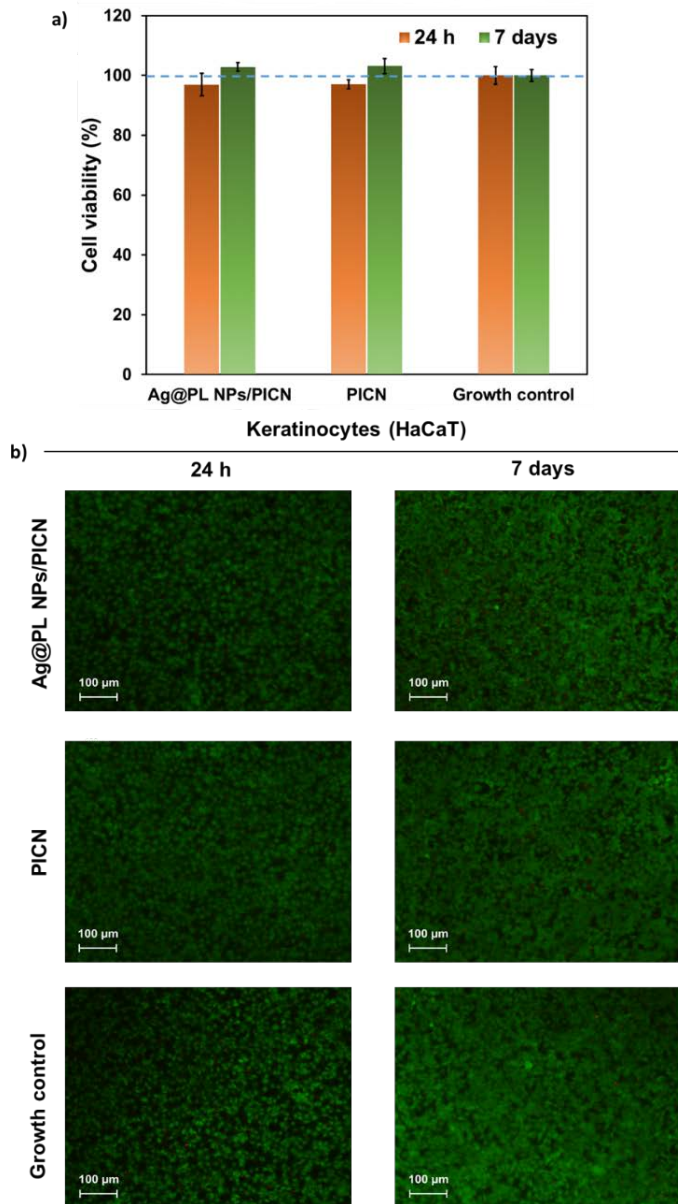 a)
120
24 h
7 days
100
80
60
40
20
0
Cell viability (%)
Ag@PL NPs/PICN
PICN
Growth control
Keratinocytes (HaCaT)
b)
24 h
7 days
Ag@PL NPs/PICN
100 µm
100 µm
PICN
100 µm
100 µm
Growth control
100 µm
100 µm